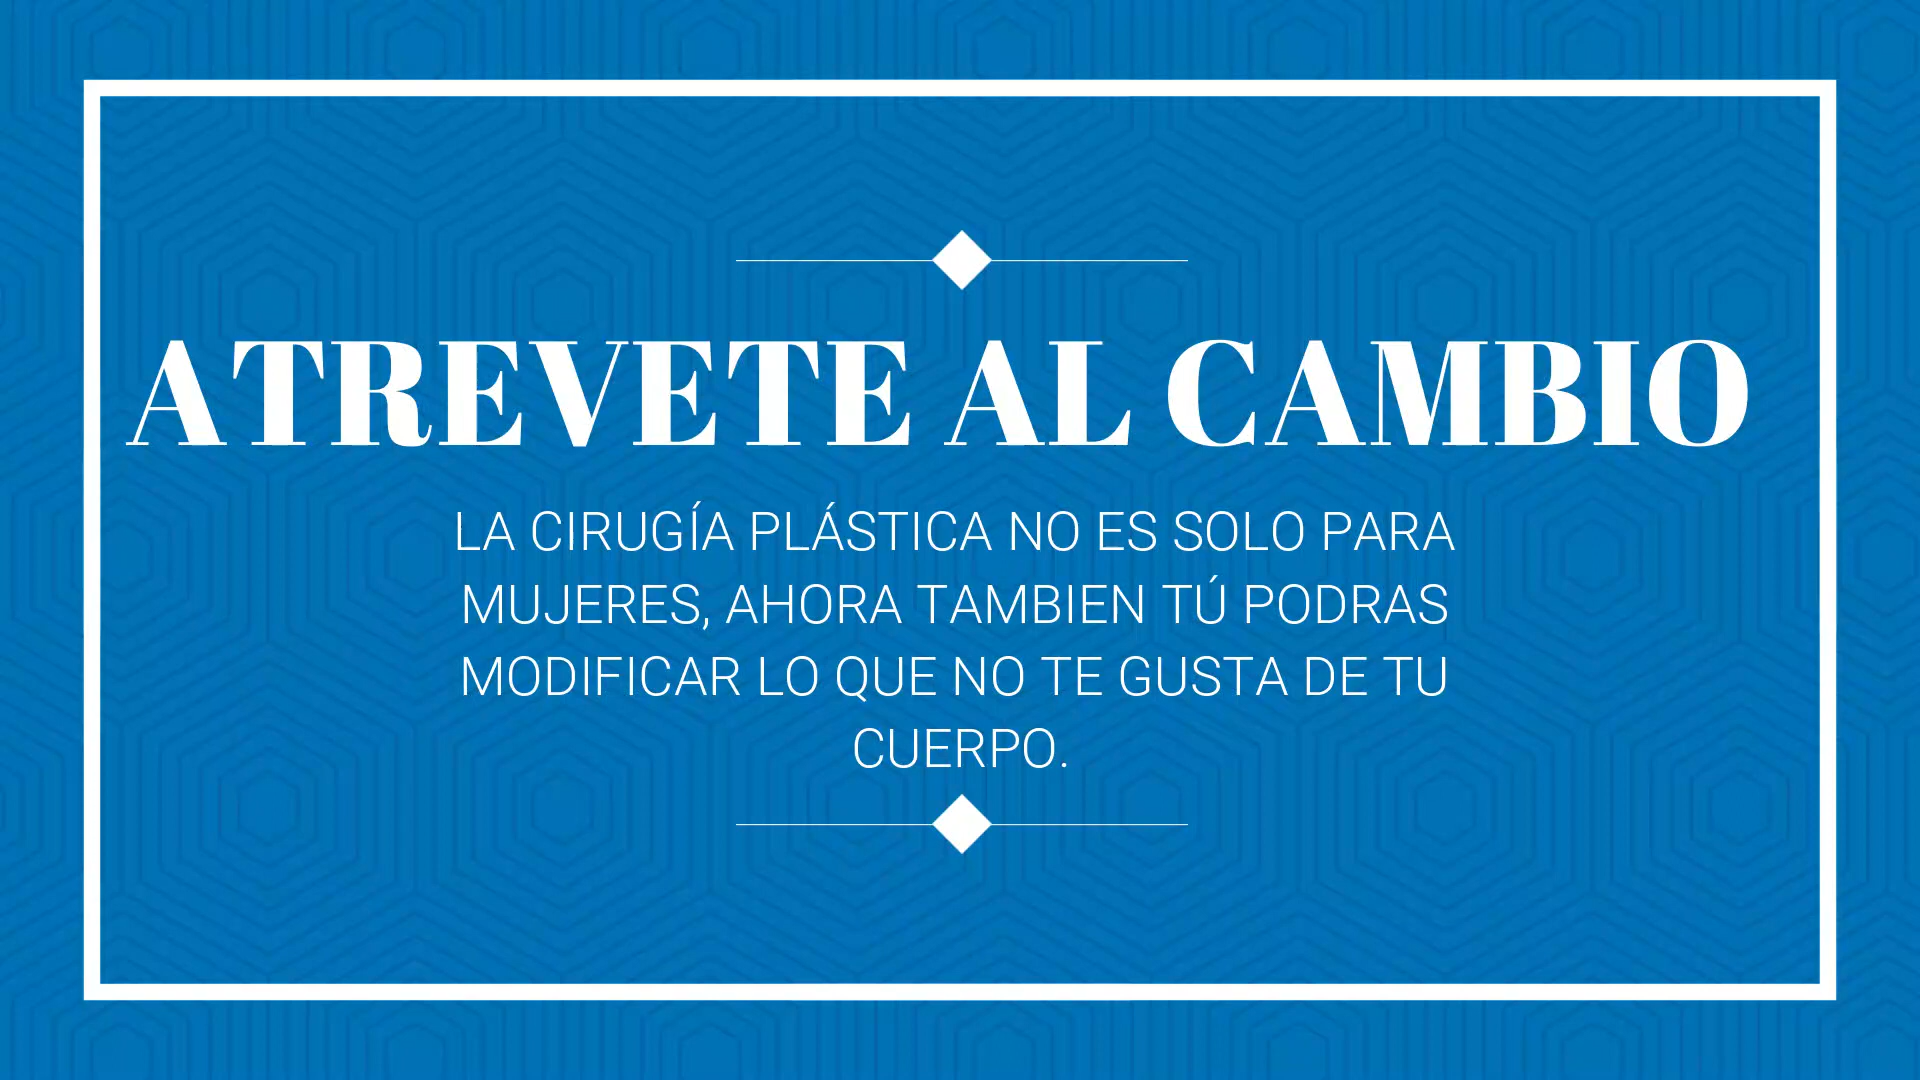 ATREVETE AL CAMBIO
LA CIRUGÍA PLÁSTICA NO ES SOLO PARA
MUJERES, AHORA TAMBIEN TÚ PODRAS
MODIFICAR LO QUE NO TE GUSTA DE TU
CUERPO.